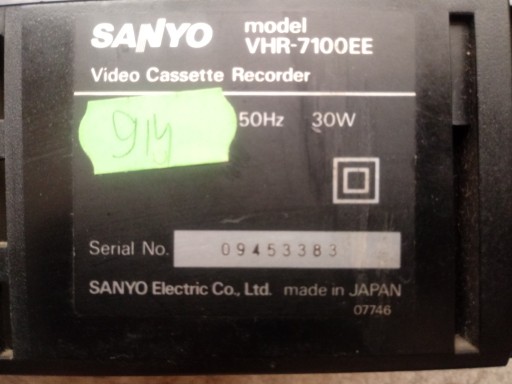 SANYO model
VHR-7100EE
Video Cassette Recorder
50Hz 30W
Serial No. 09453383
SANYO Electric Co., Ltd. made in JAPAN
07746